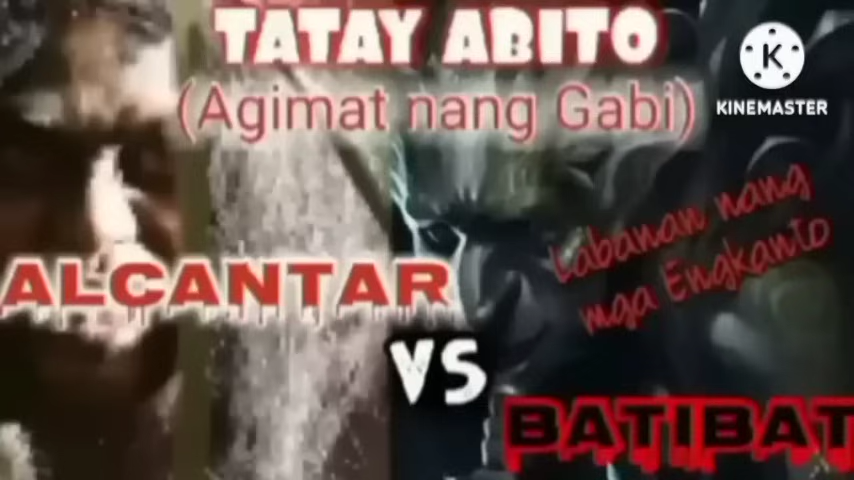 TATAY ABITO
(Agimat nang Gabi)
KINEMASTER
Labanan nang
mga Engkanto
ALCANTAR
VS
BATIBAT